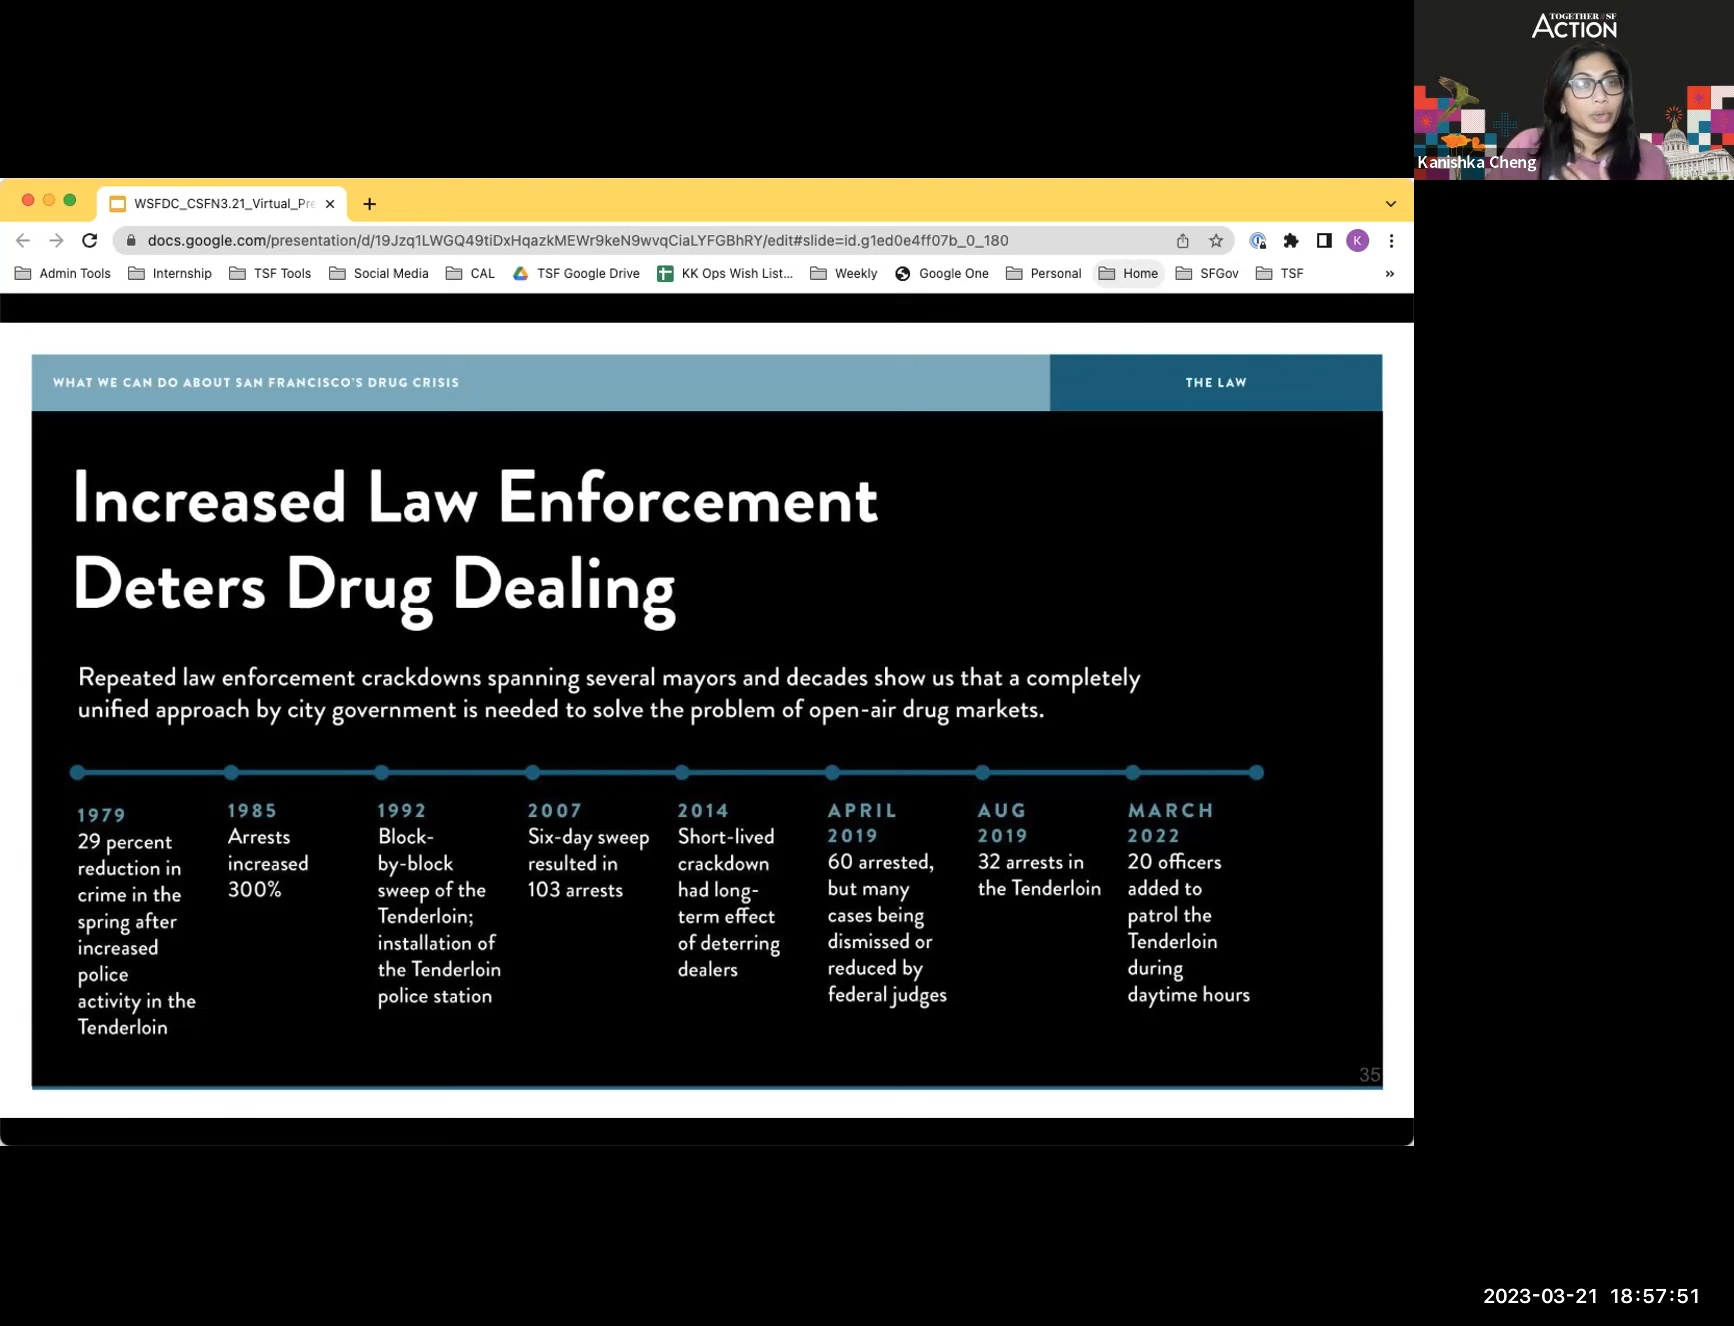 TOGETHER SF
ACTION
Kanishka Cheng
WSFDC_CSFN3.21_Virtual_Pre
docs.google.com/presentation/d/19Jzq1LWGQ49tiDxHqazkMEWr9keN9wvqCiaLYFGBhRY/edit#slide=id.g1ed0e4ff07b_0_180
K
Admin Tools Internship TSF Tools Social Media CAL TSF Google Drive KK Ops Wish List... Weekly Google One Personal Home SFGov TSF »
WHAT WE CAN DO ABOUT SAN FRANCISCO'S DRUG CRISIS
THE LAW
Increased Law Enforcement
Deters Drug Dealing
Repeated law enforcement crackdowns spanning several mayors and decades show us that a completely
unified approach by city government is needed to solve the problem of open-air drug markets.
1979
29 percent
reduction in
crime in the
spring after
increased
police
activity in the
Tenderloin
1985
Arrests
increased
300%
1992
Block-
by-block
sweep of the
Tenderloin;
installation of
the Tenderloin
police station
2007
Six-day sweep
resulted in
103 arrests
2014
Short-lived
crackdown
had long-
term effect
of deterring
dealers
APRIL
2019
60 arrested,
but many
cases being
dismissed or
reduced by
federal judges
AUG
2019
32 arrests in
the Tenderloin
MARCH
2022
20 officers
added to
patrol the
Tenderloin
during
daytime hours
35
2023-03-21 18:57:51